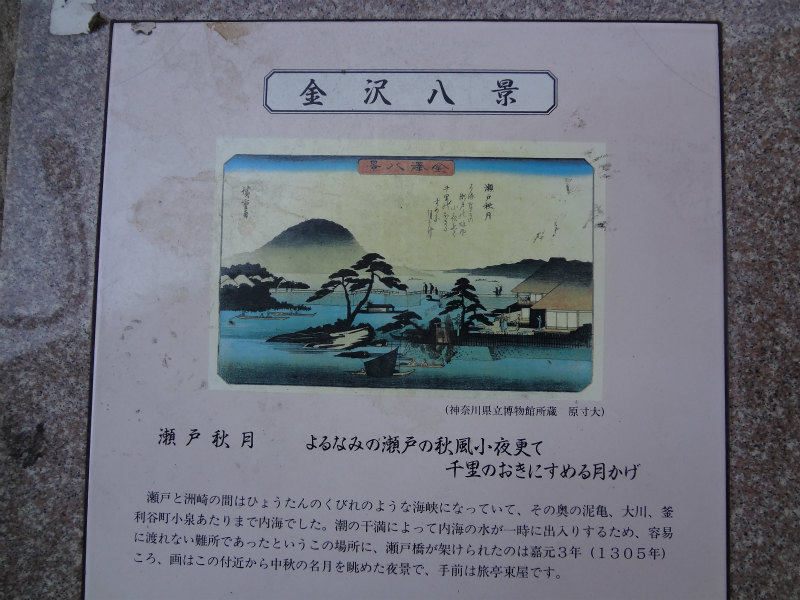 金沢八景
金澤八景
瀬戸秋月
(神奈川県立博物館所蔵 原寸大)
瀬戸秋月
よるなみの瀬戸の秋風小夜更て
千里のおきにすめる月かげ
瀬戸と洲崎の間はひょうたんのくびれのような海峡になっていて、その奥の泥亀、大川、釜
利谷町小泉あたりまで内海でした。潮の干満によって内海の水が一時に出入りするため、容易
に渡れない難所であったというこの場所に、瀬戸橋が架けられたのは嘉元3年(1305年)
ころ、画はこの付近から中秋の名月を眺めた夜景で、手前は旅亭東屋です。